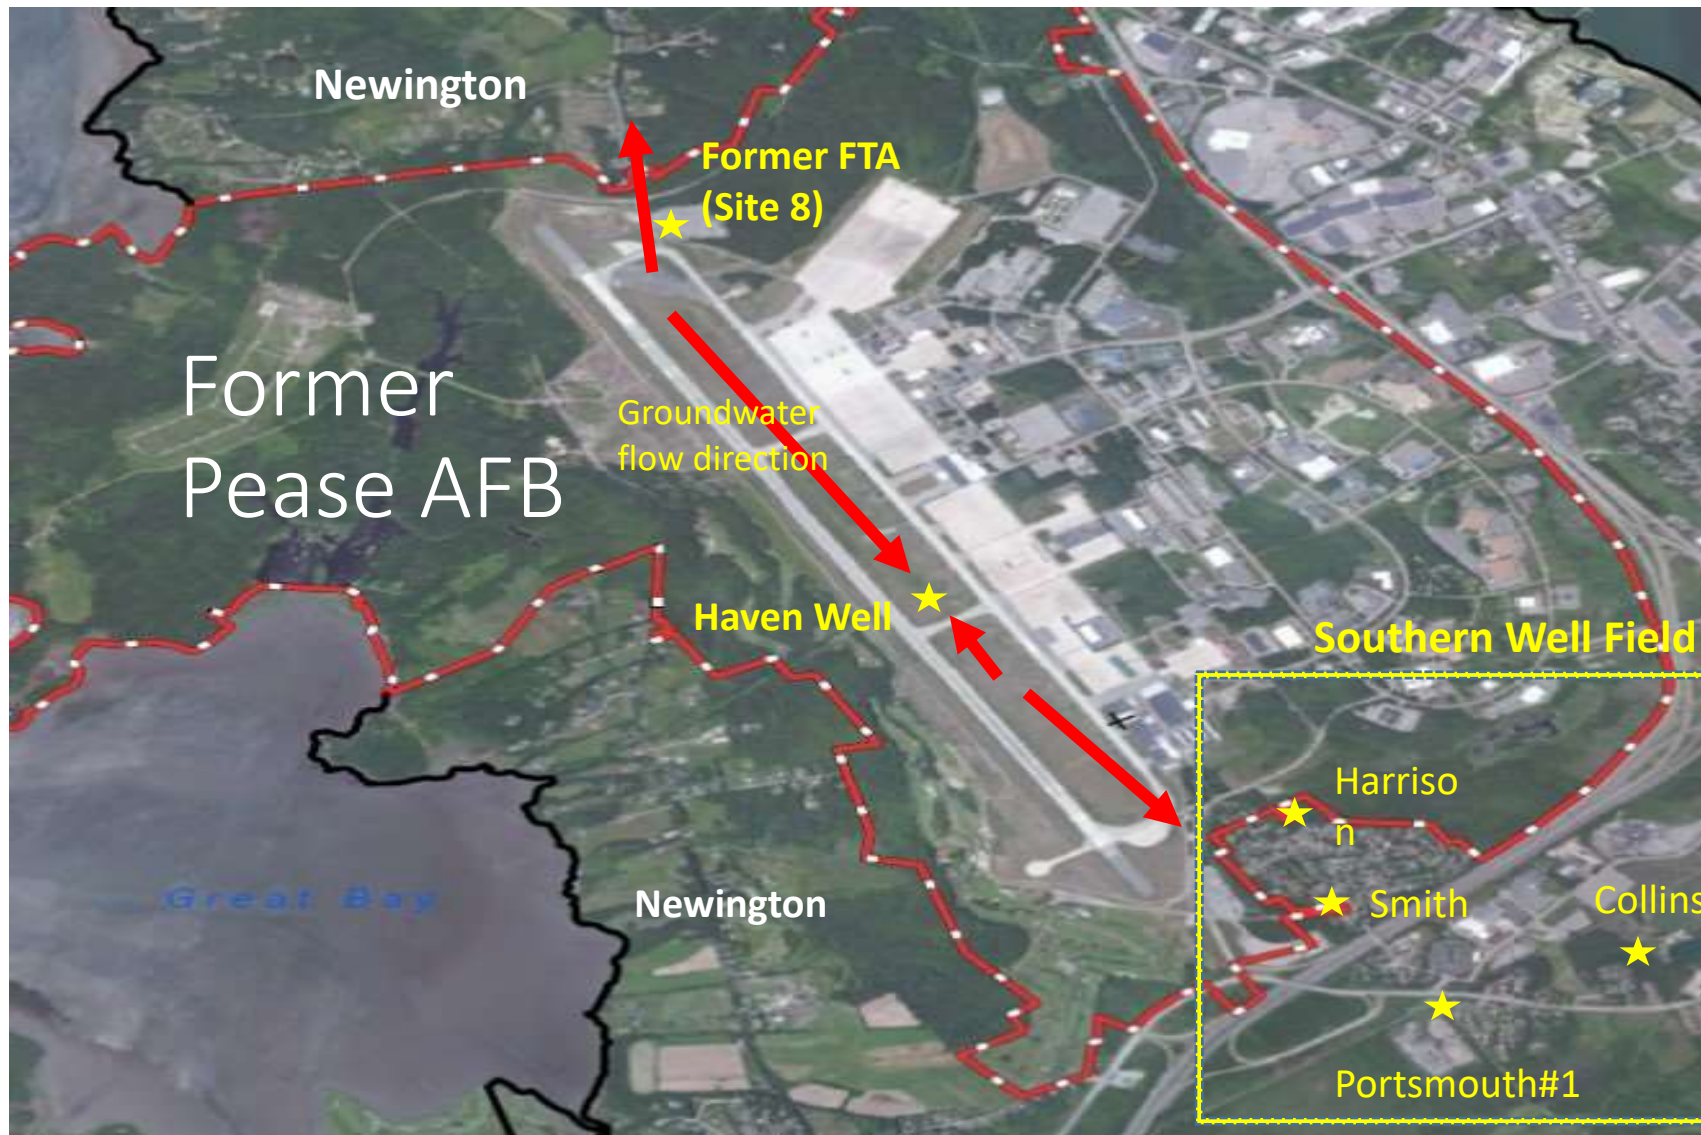 Newington
Former FTA
(Site 8)
Former
Pease AFB
Groundwater
flow direction
Haven Well
Southern Well Field
Harriso
n
Newington
Smith
Collins
Great Bay
Portsmouth#1